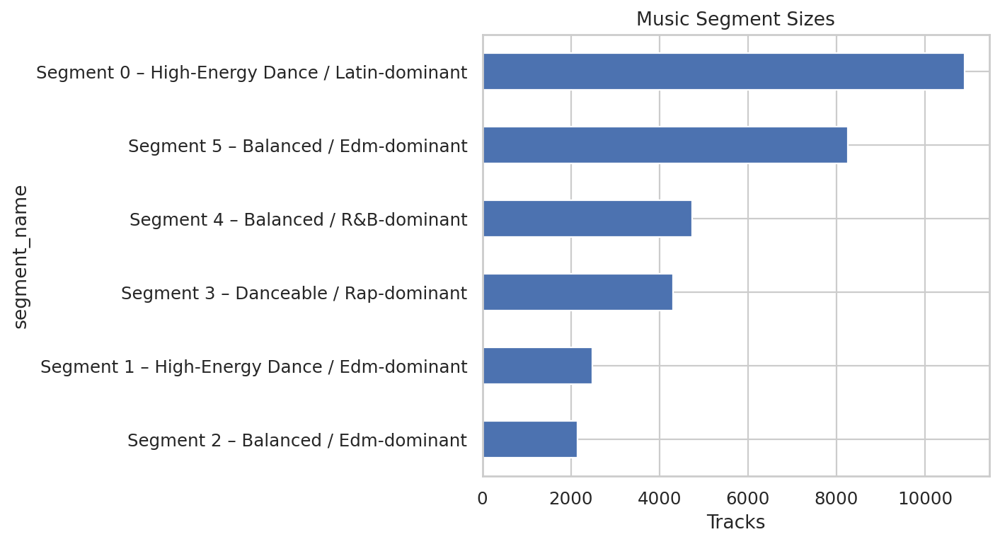 Music Segment Sizes
Segment 0 – High-Energy Dance / Latin-dominant
Segment 5 – Balanced / Edm-dominant
Segment 4 – Balanced / R&B-dominant
Segment 3 – Danceable / Rap-dominant
Segment 1 – High-Energy Dance / Edm-dominant
Segment 2 – Balanced / Edm-dominant
segment_name
0 2000 4000 6000 8000 10000
Tracks